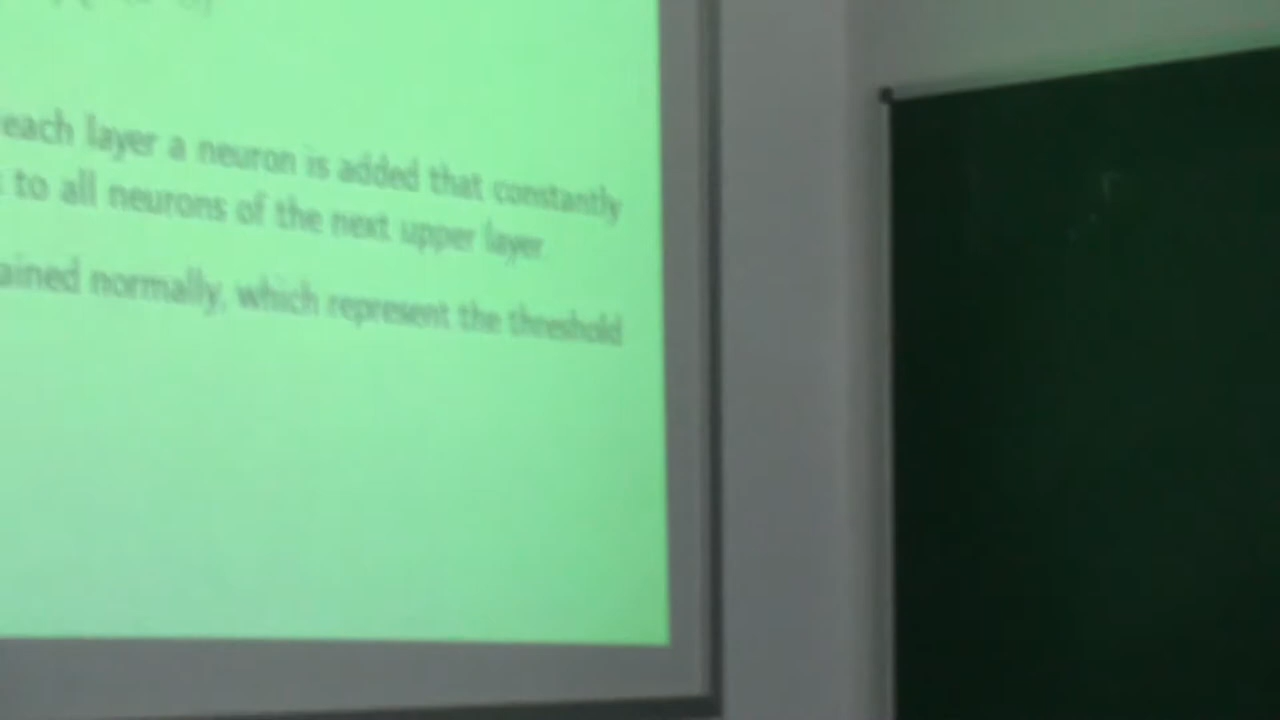 each layer a neuron is added that constantly
to all neurons of the next upper layer.
ained normally, which represent the threshold